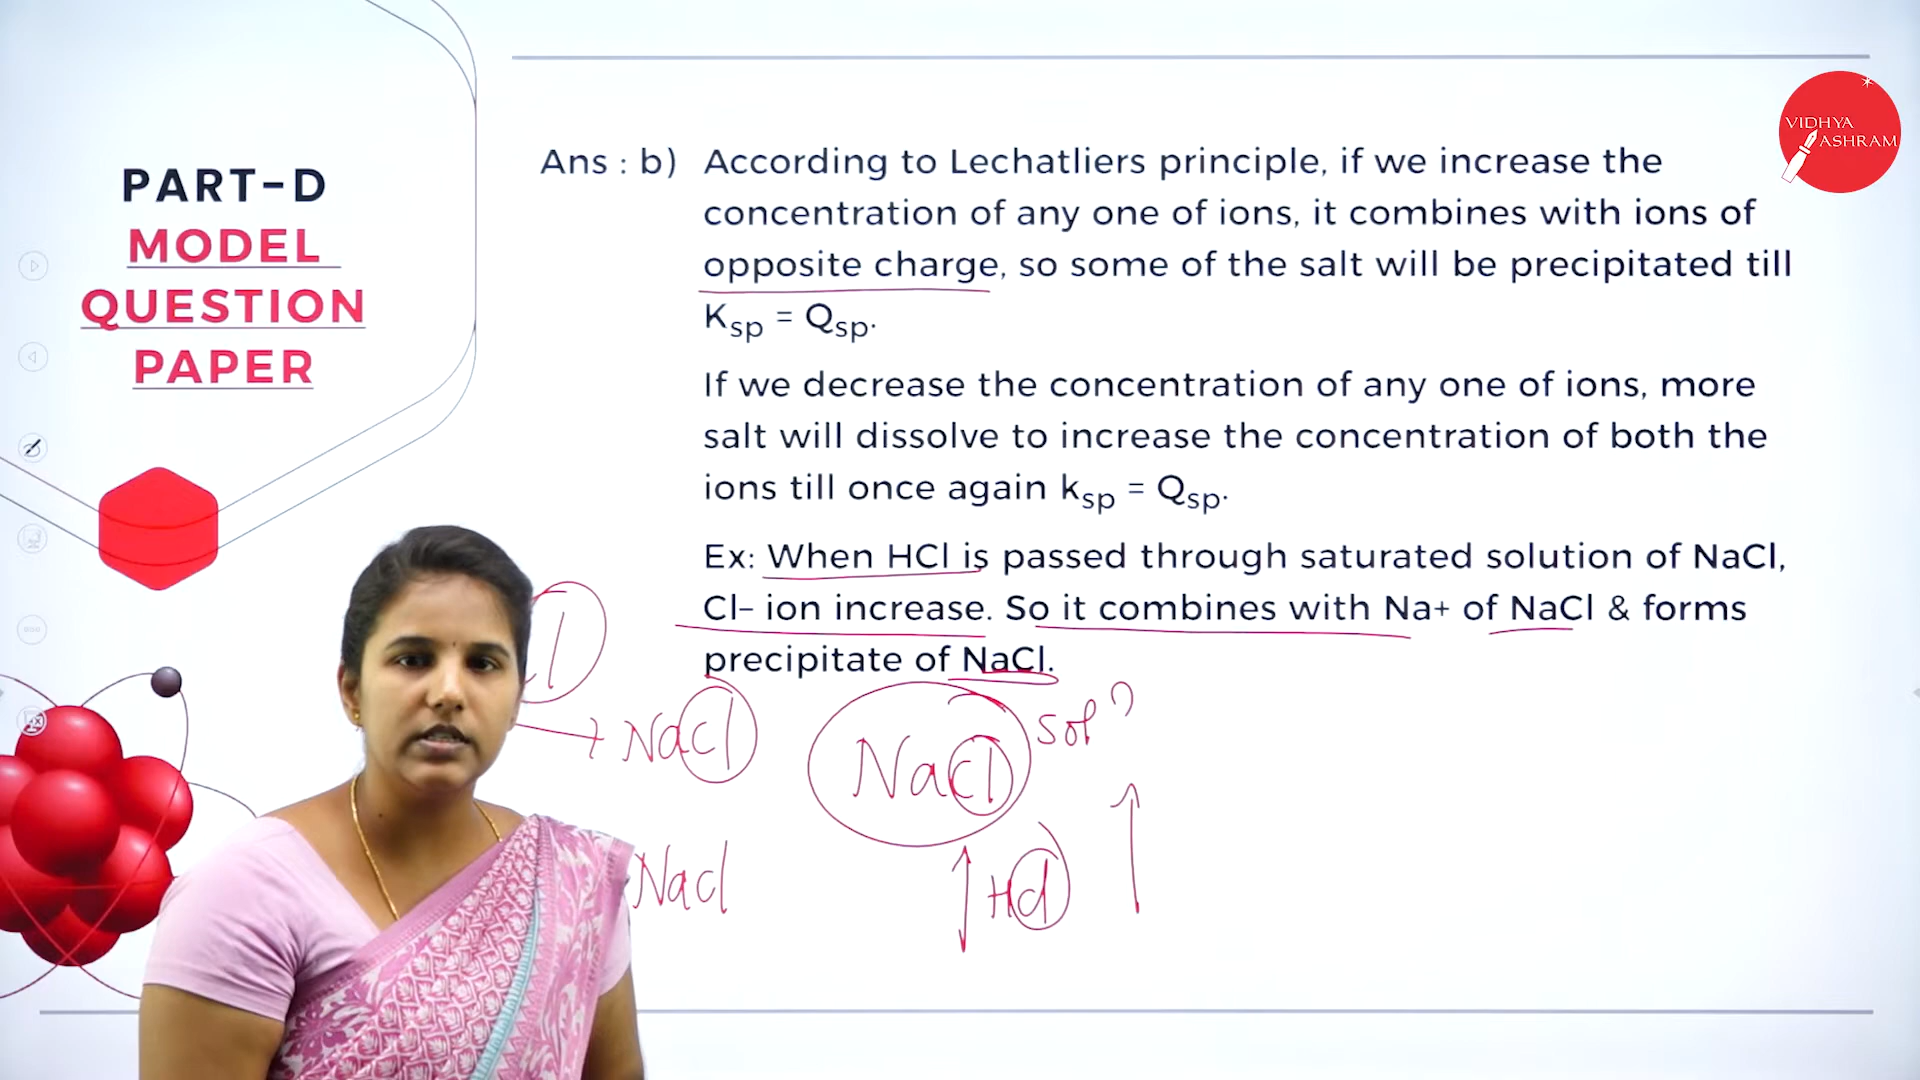 PART-D
MODEL
QUESTION
PAPER
VIDHYA
ASHRAM
Ans : b) According to Lechatliers principle, if we increase the
concentration of any one of ions, it combines with ions of
opposite charge, so some of the salt will be precipitated till
Ksp = Qsp.
If we decrease the concentration of any one of ions, more
salt will dissolve to increase the concentration of both the
ions till once again ksp = Qsp.
Ex: When HCl is passed through saturated solution of NaCl,
Cl– ion increase. So it combines with Na+ of NaCl & forms
precipitate of NaCl.
NaCl
NaCl
Sol
Nacl
HCl